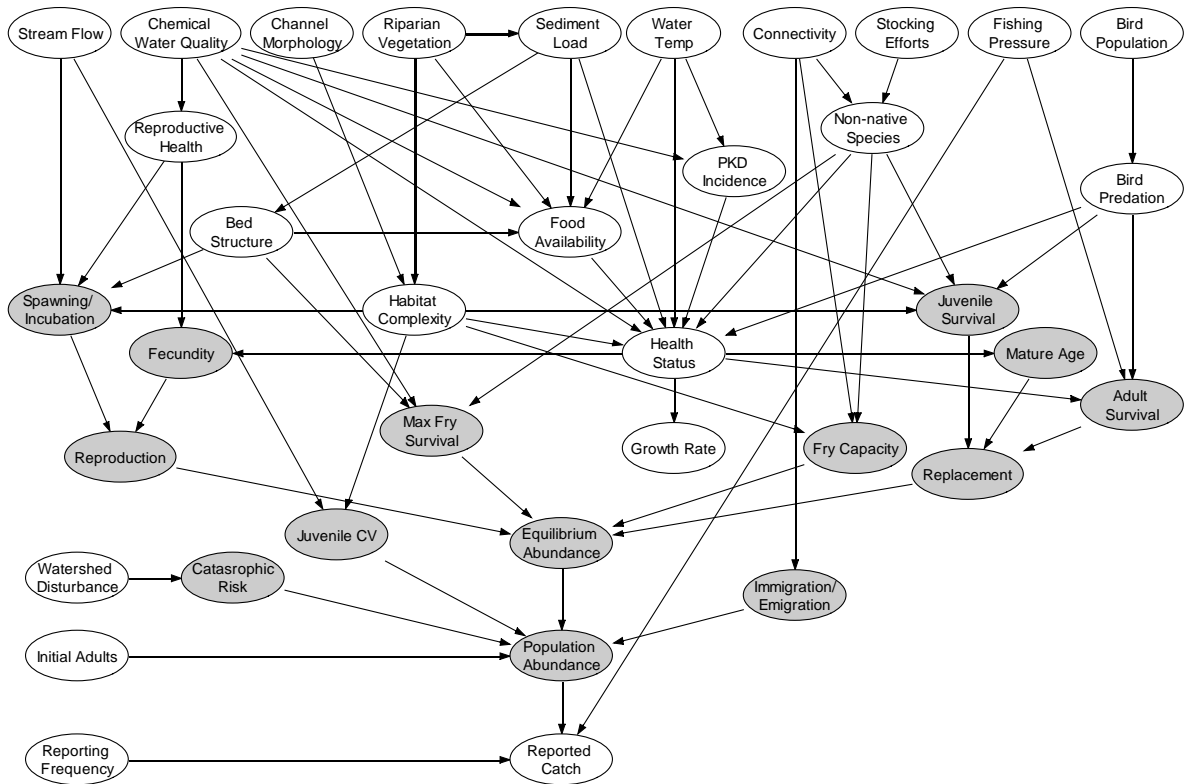 Stream Flow
Chemical
Water Quality
Channel
Morphology
Riparian
Vegetation
Sediment
Load
Water
Temp
Connectivity
Stocking
Efforts
Fishing
Pressure
Bird
Population
Reproductive
Health
Non-native
Species
PKD
Incidence
Bird
Predation
Bed
Structure
Food
Availability
Spawning/
Incubation
Habitat
Complexity
Juvenile
Survival
Fecundity
Health
Status
Mature Age
Max Fry
Survival
Adult
Survival
Reproduction
Growth Rate
Fry Capacity
Replacement
Juvenile CV
Equilibrium
Abundance
Watershed
Disturbance
Catasrophic
Risk
Immigration/
Emigration
Initial Adults
Population
Abundance
Reporting
Frequency
Reported
Catch